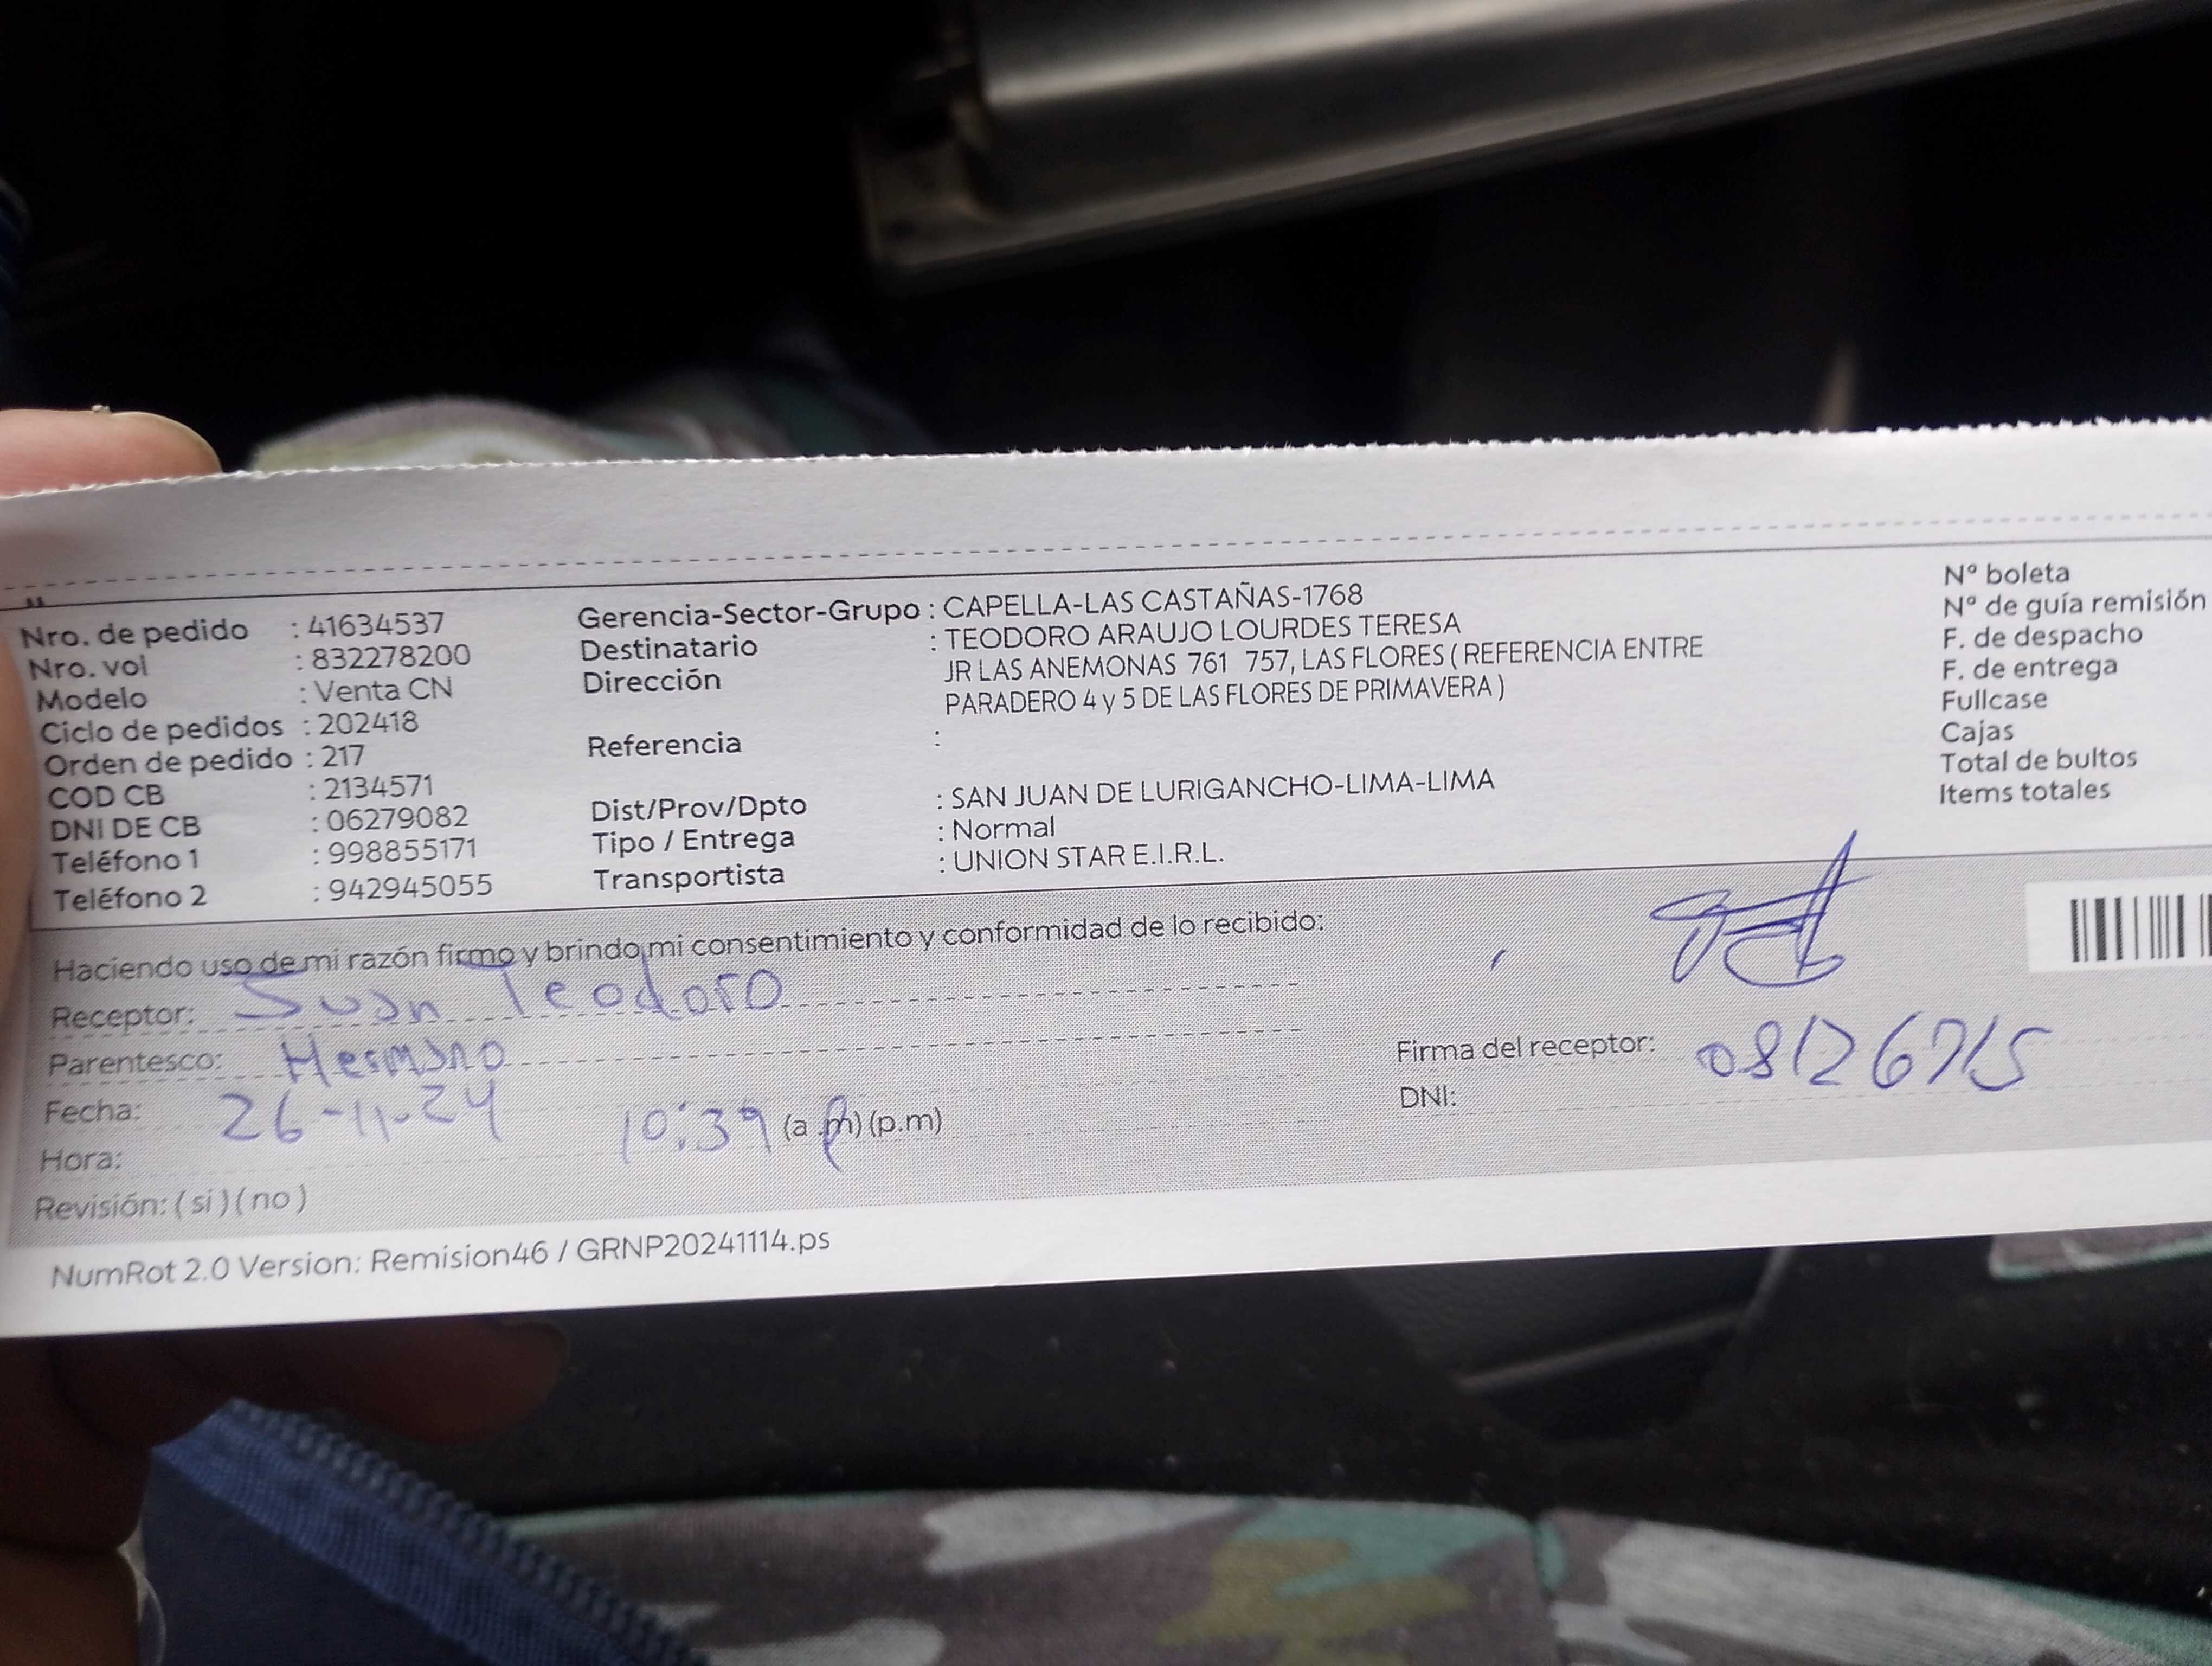 Nro. de pedido : 41634537
Nro. vol : 832278200
Modelo : Venta CN
Ciclo de pedidos : 202418
Orden de pedido : 217
COD CB : 2134571
DNI DE CB : 06279082
Teléfono 1 : 998855171
Teléfono 2 : 942945055
Gerencia-Sector-Grupo : CAPELLA-LAS CASTAÑAS-1768
Destinatario : TEODORO ARAUJO LOURDES TERESA
Dirección JR LAS ANEMONAS 761 757, LAS FLORES ( REFERENCIA ENTRE
PARADERO 4 y 5 DE LAS FLORES DE PRIMAVERA )
Referencia :
Dist/Prov/Dpto : SAN JUAN DE LURIGANCHO-LIMA-LIMA
Tipo / Entrega : Normal
Transportista : UNION STAR E.I.R.L.
N° boleta
N° de guía remisión
F. de despacho
F. de entrega
Fullcase
Cajas
Total de bultos
Items totales
Haciendo uso de mi razón firmo y brindo mi consentimiento y conformidad de lo recibido:
Receptor: Juan Teodoro
Parentesco: Hermano
Fecha: 26-11-24
Hora: 10:39 (a.m) (p.m)
Revisión: ( si ) ( no )
Firma del receptor:
DNI: 08126715
NumRot 2.0 Version: Remision46 / GRNP20241114.ps